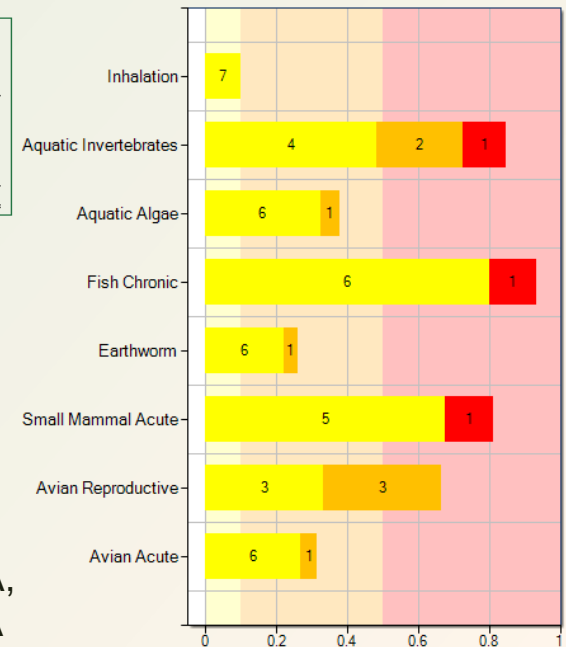 Inhalation 7
Aquatic Invertebrates 4 2 1
Aquatic Algae 6 1
Fish Chronic 6 1
Earthworm 6 1
Small Mammal Acute 5 1
Avian Reproductive 3 3
Avian Acute 6 1
0 0.2 0.4 0.6 0.8 1